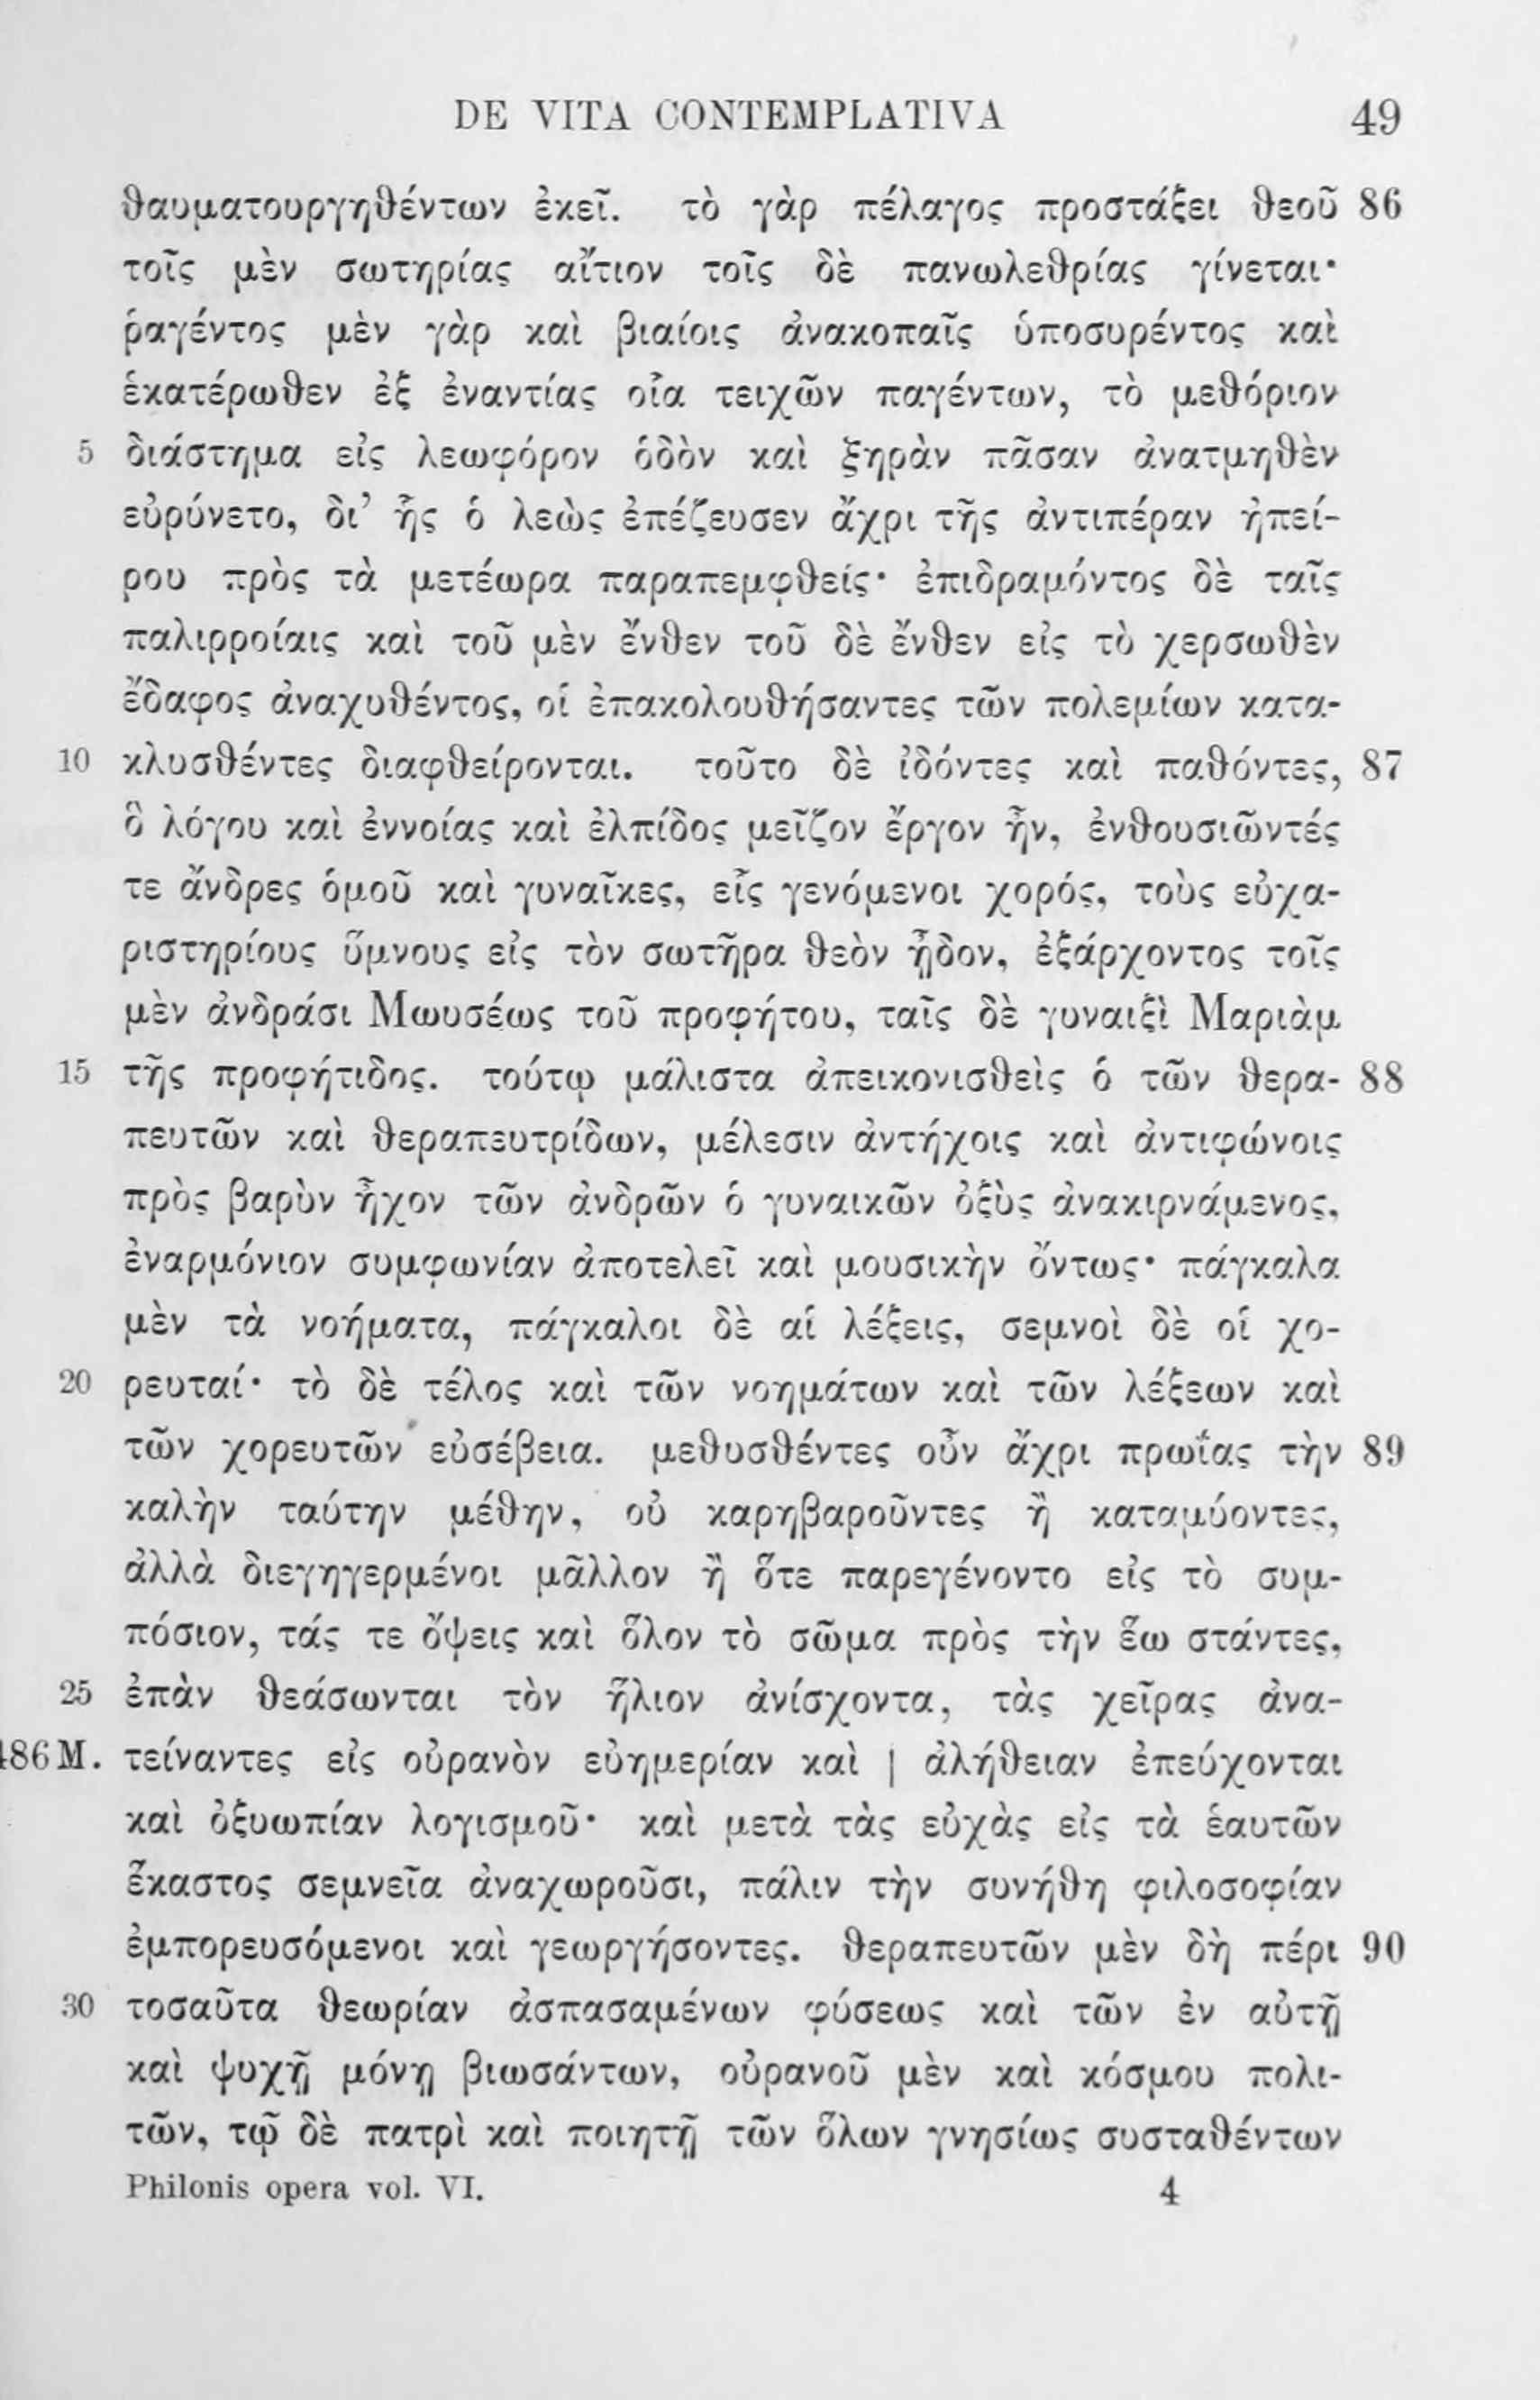 DE VITA CONTEMPLATIVA 49
θαυματουργηθέντων ἐκεῖ. τὸ γὰρ πέλαγος προστάξει θεοῦ 86
τοῖς μὲν σωτηρίας αἴτιον τοῖς δὲ πανωλεθρίας γίνεται·
ῥαγέντος μὲν γὰρ καὶ βιαίοις ἀνακοπαῖς ὑποσυρέντος καὶ
ἑκατέρωθεν ἐξ ἐναντίας οἷα τειχῶν παγέντων, τὸ μεθόριον
5 διάστημα εἰς λεωφόρον ὁδὸν καὶ ξηρὰν πᾶσαν ἀνατμηθὲν
εὐρύνετο, δι’ ἧς ὁ λεὼς ἐπέζευσεν ἄχρι τῆς ἀντιπέραν ἠπεί-
ρου πρὸς τὰ μετέωρα παραπεμφθείς· ἐπιδραμόντος δὲ ταῖς
παλιρροίαις καὶ τοῦ μὲν ἔνθεν τοῦ δὲ ἔνθεν εἰς τὸ χερσωθὲν
ἔδαφος ἀναχυθέντος, οἱ ἐπακολουθήσαντες τῶν πολεμίων κατα-
10 κλυσθέντες διαφθείρονται. τοῦτο δὲ ἰδόντες καὶ παθόντες, 87
ὃ λόγου καὶ ἐννοίας καὶ ἐλπίδος μεῖζον ἔργον ἦν, ἐνθουσιῶντές
τε ἄνδρες ὁμοῦ καὶ γυναῖκες, εἷς γενόμενοι χορός, τοὺς εὐχα-
ριστηρίους ὕμνους εἰς τὸν σωτῆρα θεὸν ᾖδον, ἐξάρχοντος τοῖς
μὲν ἀνδράσι Μωυσέως τοῦ προφήτου, ταῖς δὲ γυναιξὶ Μαριὰμ
15 τῆς προφήτιδος. τούτῳ μάλιστα ἀπεικονισθεὶς ὁ τῶν θερα- 88
πευτῶν καὶ θεραπευτρίδων, μέλεσιν ἀντήχοις καὶ ἀντιφώνοις
πρὸς βαρὺν ἦχον τῶν ἀνδρῶν ὁ γυναικῶν ὀξὺς ἀνακιρνάμενος,
ἐναρμόνιον συμφωνίαν ἀποτελεῖ καὶ μουσικὴν ὄντως· πάγκαλα
μὲν τὰ νοήματα, πάγκαλοι δὲ αἱ λέξεις, σεμνοὶ δὲ οἱ χο-
20 ρευταί· τὸ δὲ τέλος καὶ τῶν νοημάτων καὶ τῶν λέξεων καὶ
τῶν χορευτῶν εὐσέβεια. μεθυσθέντες οὖν ἄχρι πρωΐας τὴν 89
καλὴν ταύτην μέθην, οὐ καρηβαροῦντες ἢ καταμύοντες,
ἀλλὰ διεγηγερμένοι μᾶλλον ἢ ὅτε παρεγένοντο εἰς τὸ συμ-
πόσιον, τάς τε ὄψεις καὶ ὅλον τὸ σῶμα πρὸς τὴν ἕω στάντες,
25 ἐπὰν θεάσωνται τὸν ἥλιον ἀνίσχοντα, τὰς χεῖρας ἀνα-
486 M. τείναντες εἰς οὐρανὸν εὐημερίαν καὶ | ἀλήθειαν ἐπεύχονται
καὶ ὀξυωπίαν λογισμοῦ· καὶ μετὰ τὰς εὐχὰς εἰς τὰ ἑαυτῶν
ἕκαστος σεμνεῖα ἀναχωροῦσι, πάλιν τὴν συνήθη φιλοσοφίαν
ἐμπορευσόμενοι καὶ γεωργήσοντες. θεραπευτῶν μὲν δὴ πέρι 90
30 τοσαῦτα θεωρίαν ἀσπασαμένων φύσεως καὶ τῶν ἐν αὐτῇ
καὶ ψυχῇ μόνῃ βιωσάντων, οὐρανοῦ μὲν καὶ κόσμου πολι-
τῶν, τῷ δὲ πατρὶ καὶ ποιητῇ τῶν ὅλων γνησίως συσταθέντων
Philonis opera vol. VI. 4